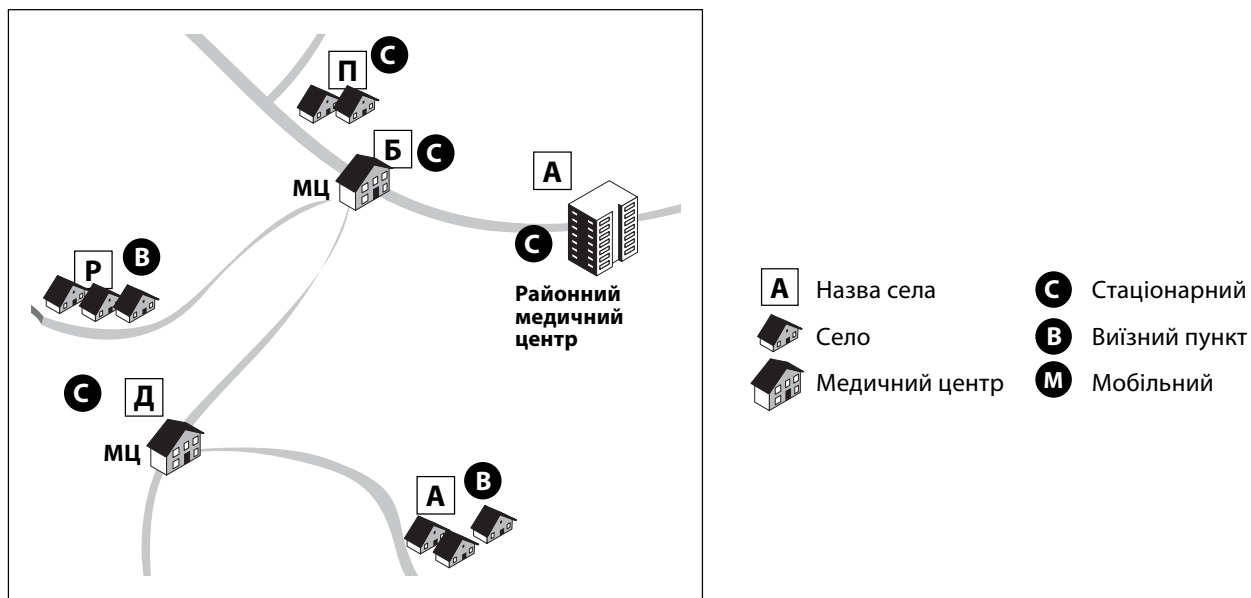 П С
Б С
МЦ
А
С
Районний
медичний
центр
Р В
С Д
МЦ
А В
А Назва села
Село
Медичний центр
С Стаціонарний
В Виїзний пункт
М Мобільний